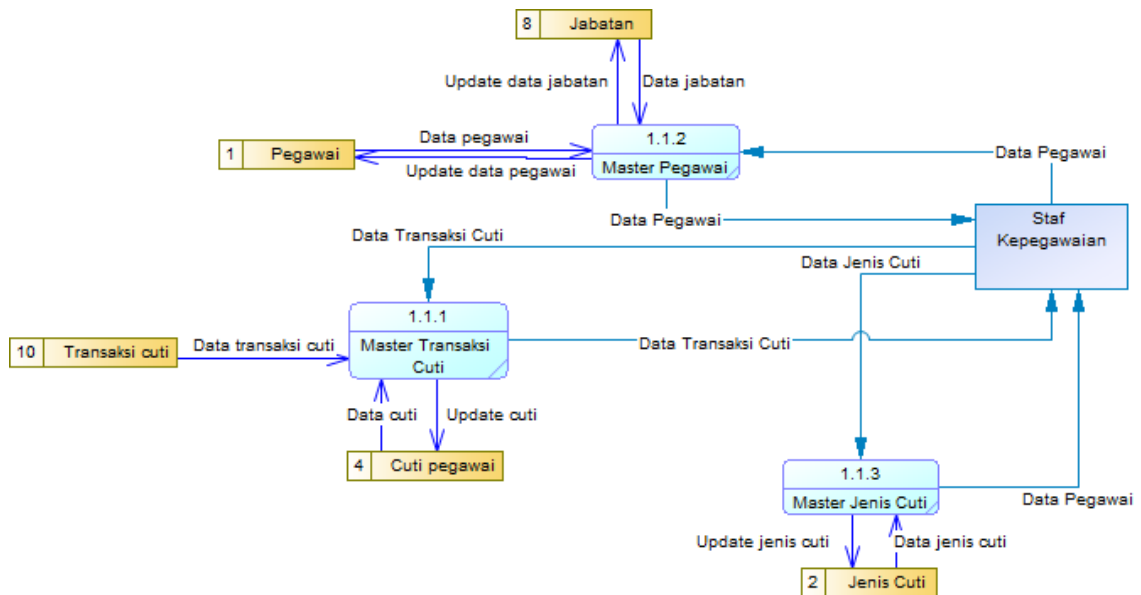 8 Jabatan
Update data jabatan
Data jabatan
1.1.2
Master Pegawai
Data pegawai
1 Pegawai
Update data pegawai
Data Pegawai
Data Pegawai
Staf
Kepegawaian
Data Transaksi Cuti
Data Jenis Cuti
1.1.1
Master Transaksi
Cuti
10 Transaksi cuti
Data transaksi cuti
Data Transaksi Cuti
Data cuti
Update cuti
4 Cuti pegawai
1.1.3
Master Jenis Cuti
Data Pegawai
Update jenis cuti
Data jenis cuti
2 Jenis Cuti